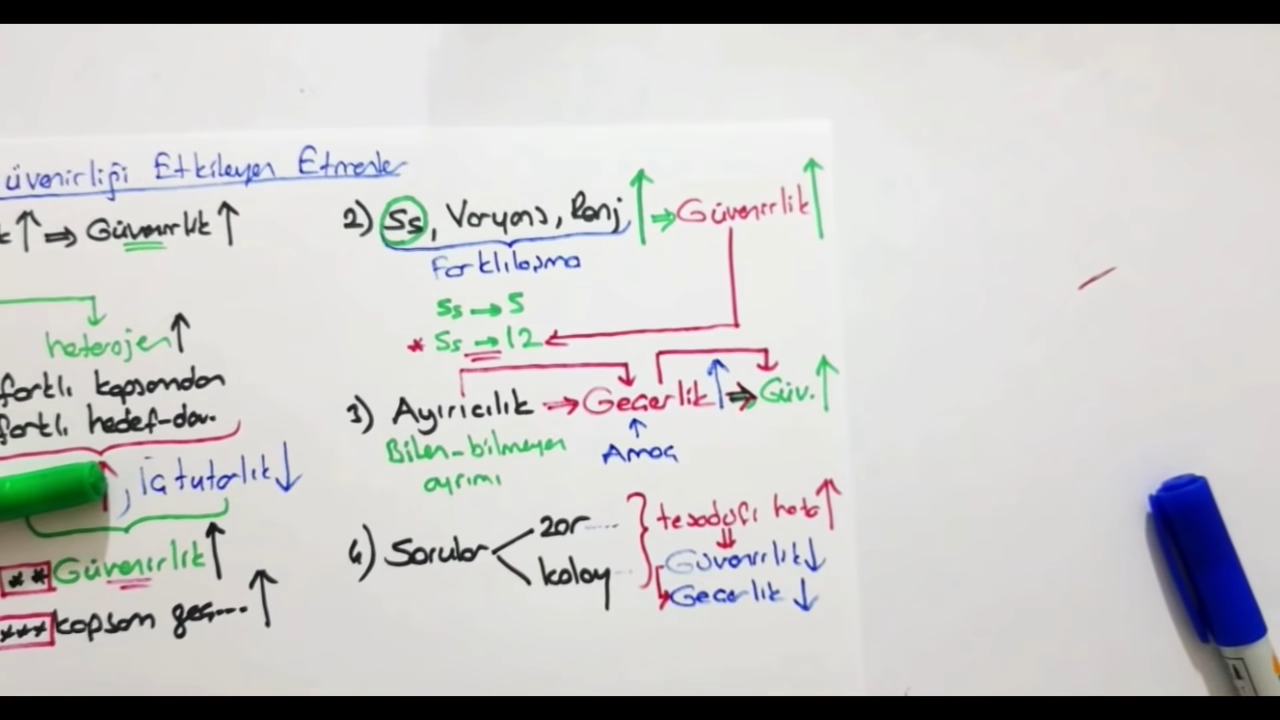 üvenirliği Etkileyen Etmenler
k↑ ⇒ Güvenirlik ↑
heterojen ↑
farklı kapsamdan
farklı hedef-dav.
↑, İç tutarlık ↓
** Güvenirlik ↑
*** kapsam geç.... ↑
2) Ss, Varyans, Ranj ↑ ⇒ Güvenirlik ↑
farklılaşma
Ss → 5
* Ss → 12
3) Ayırıcılık → Geçerlik ↑ ⇒ Güv. ↑
Bilen-bilmeyen
ayrımı
↑
Amaç
4) Sorular < zor....
kolay...
} tesadüfi hata ↑
⇓
Güvenirlik ↓
Geçerlik ↓